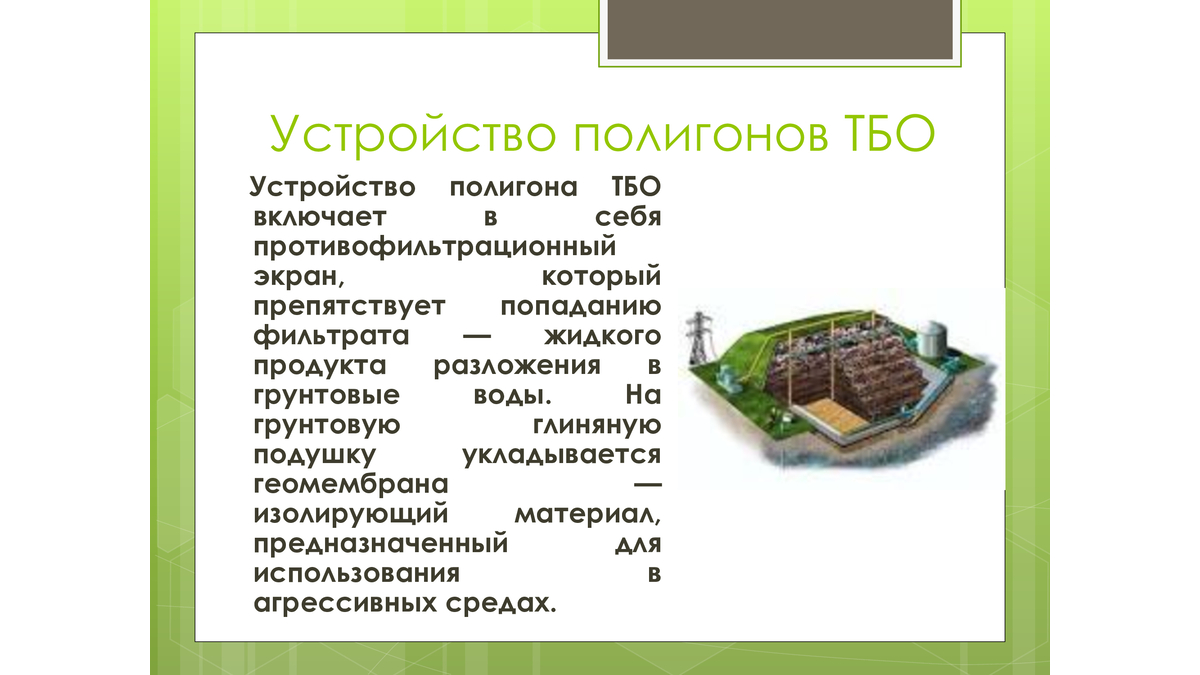 Устройство полигонов ТБО
Устройство полигона ТБО
включает в себя
противофильтрационный
экран, который
препятствует попаданию
фильтрата — жидкого
продукта разложения в
грунтовые воды. На
грунтовую глиняную
подушку укладывается
геомембрана —
изолирующий материал,
предназначенный для
использования в
агрессивных средах.